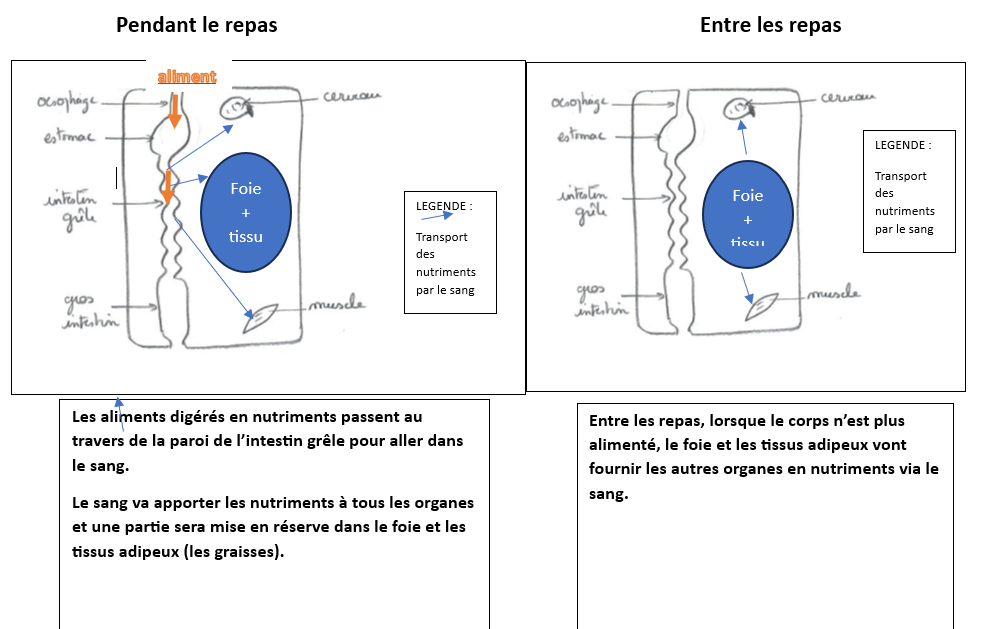 Pendant le repas
aliment
oesophage
cerveau
estomac
intestin
grêle
Foie
+
tissu
gros
intestin
muscle
LEGENDE :
Transport
des
nutriments
par le sang
Les aliments digérés en nutriments passent au
travers de la paroi de l’intestin grêle pour aller dans
le sang.
Le sang va apporter les nutriments à tous les organes
et une partie sera mise en réserve dans le foie et les
tissus adipeux (les graisses).
Entre les repas
oesophage
cerveau
estomac
intestin
grêle
Foie
+
tissu
gros
intestin
muscle
LEGENDE :
Transport
des
nutriments
par le sang
Entre les repas, lorsque le corps n’est plus
alimenté, le foie et les tissus adipeux vont
fournir les autres organes en nutriments via le
sang.